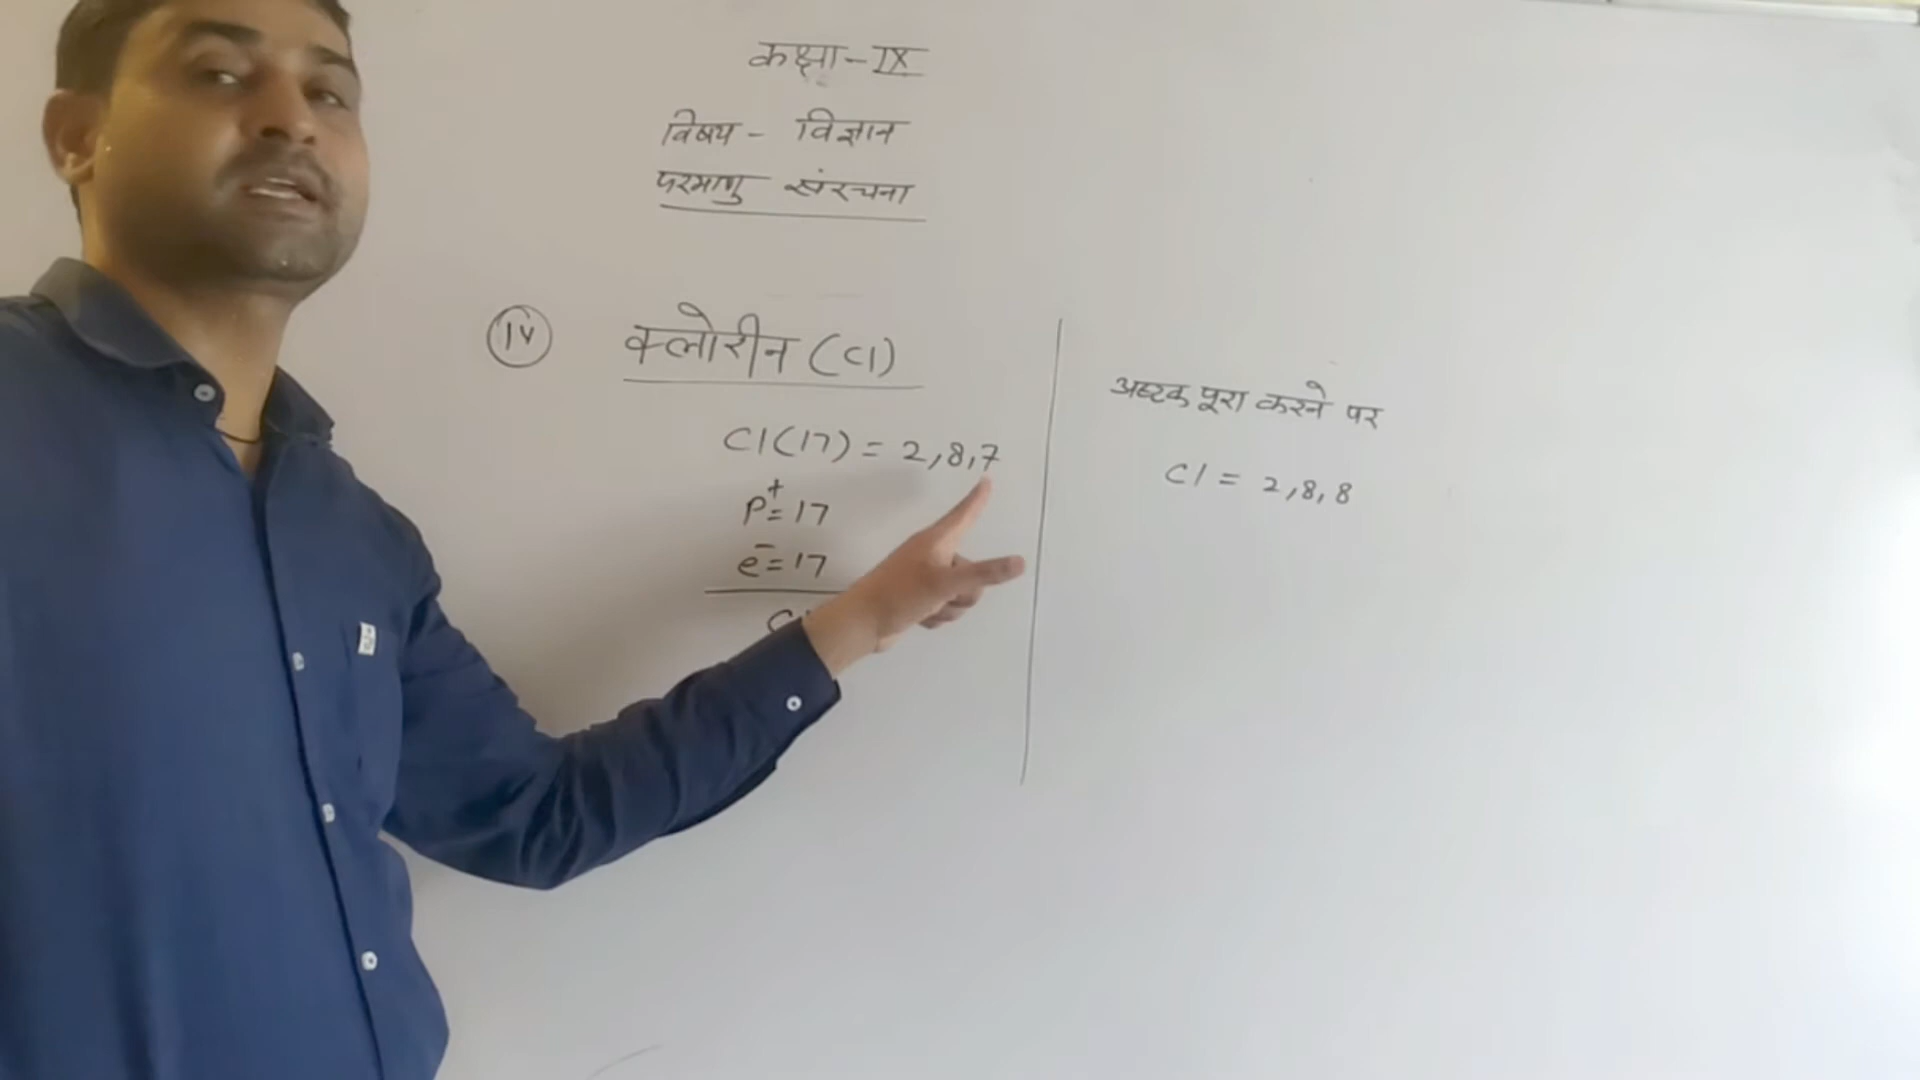 कक्षा - IX
विषय - विज्ञान
परमाणु संरचना
14 क्लोरीन (Cl)
Cl(17) = 2,8,7
P⁺ = 17
e⁻ = 17
अष्टक पूरा करने पर
Cl = 2,8,8